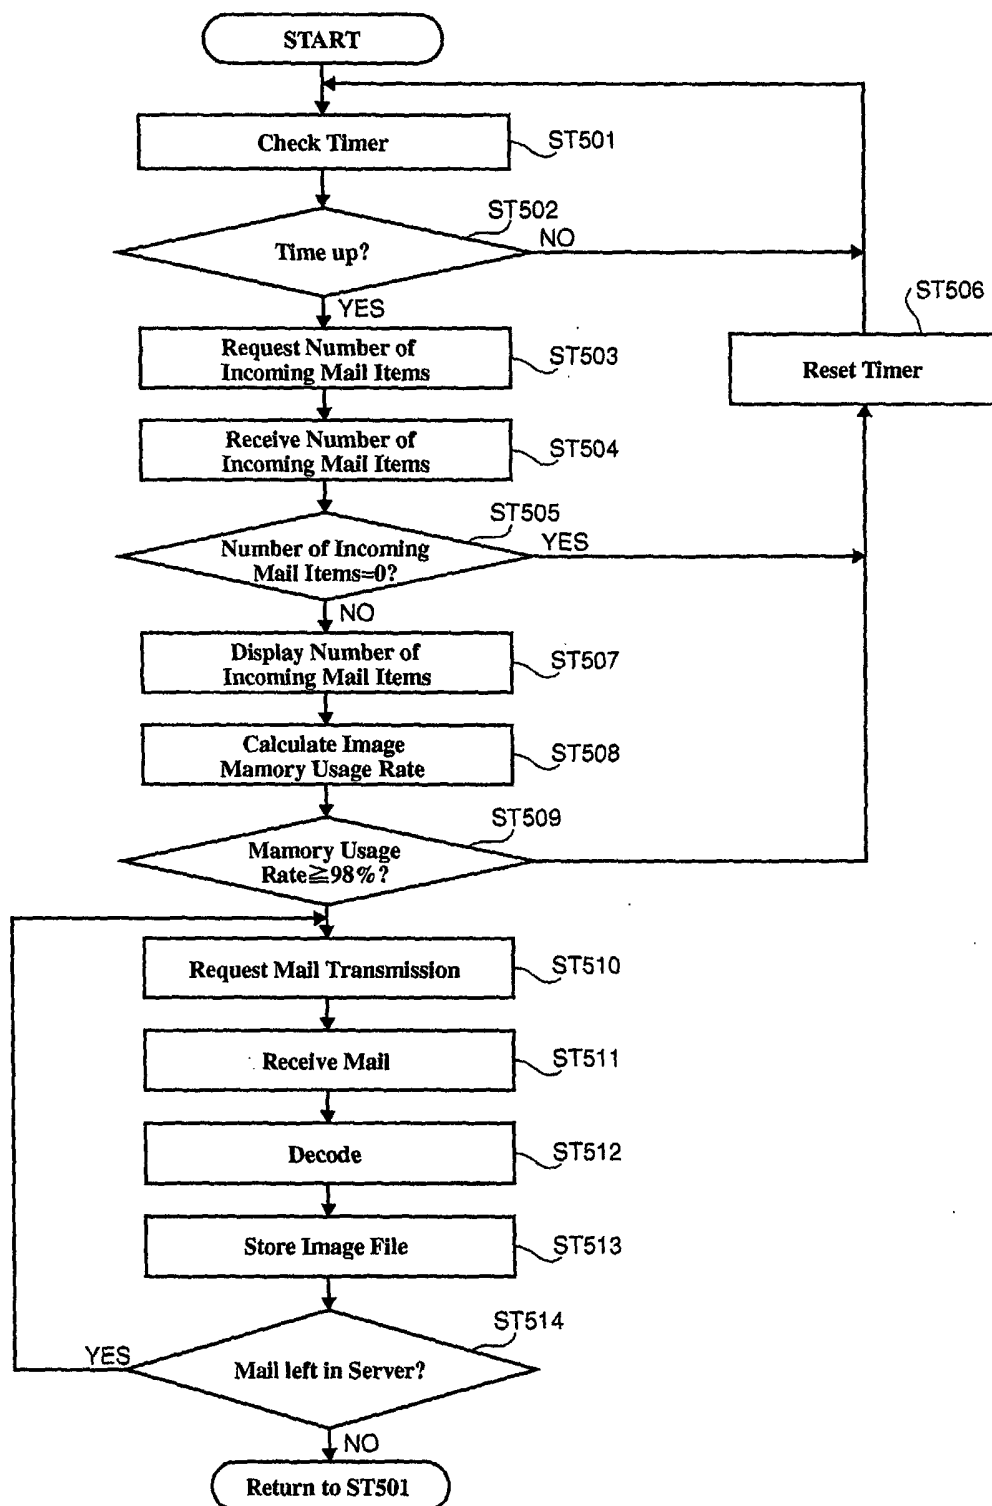 START
Check Timer
ST501
ST502
Time up?
NO
YES
ST506
Request Number of
Incoming Mail Items
ST503
Reset Timer
Receive Number of
Incoming Mail Items
ST504
ST505
Number of Incoming
Mail Items=0?
YES
NO
Display Number of
Incoming Mail Items
ST507
Calculate Image
Mamory Usage Rate
ST508
ST509
Mamory Usage
Rate≧98%?
Request Mail Transmission
ST510
Receive Mail
ST511
Decode
ST512
Store Image File
ST513
ST514
YES
Mail left in Server?
NO
Return to ST501